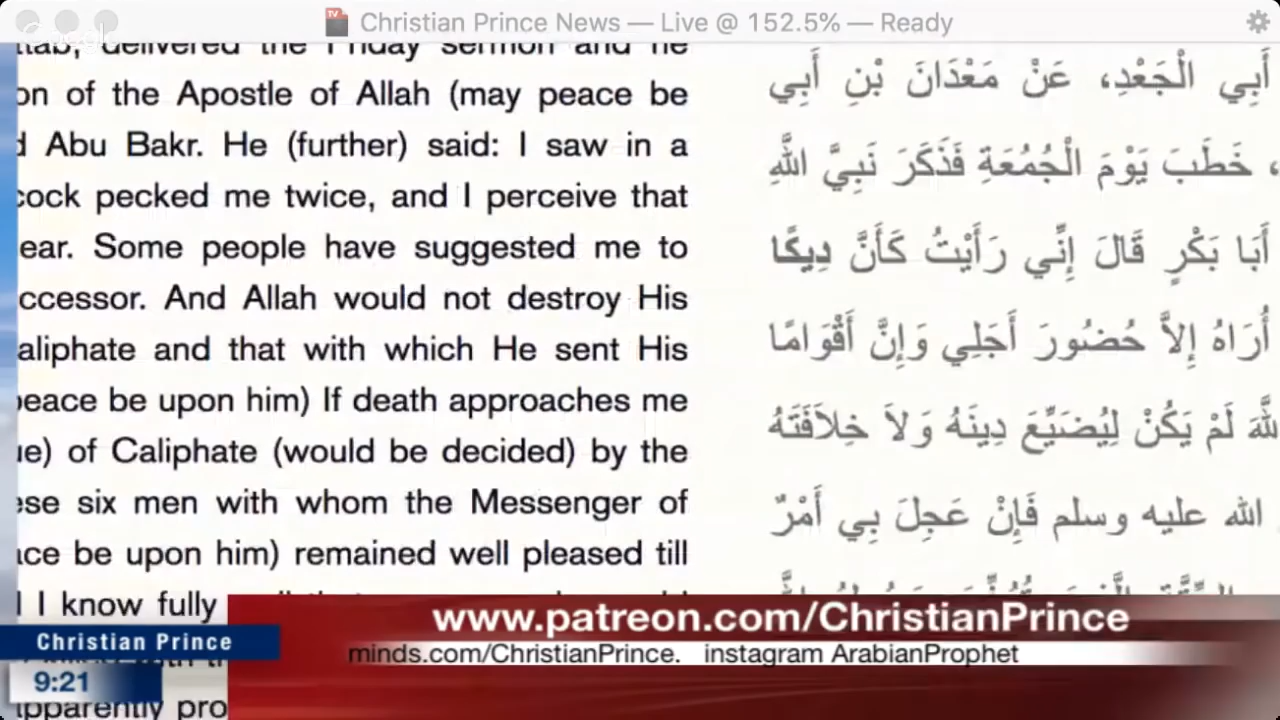 Christian Prince News — Live @ 152.5% — Ready
delivered the Friday sermon and he
on of the Apostle of Allah (may peace be
Abu Bakr. He (further) said: I saw in a
cock pecked me twice, and I perceive that
ear. Some people have suggested me to
ccessor. And Allah would not destroy His
aliphate and that with which He sent His
peace be upon him) If death approaches me
ue) of Caliphate (would be decided) by the
ese six men with whom the Messenger of
ace be upon him) remained well pleased till
I know fully
apparently pro
أَبِي الْجَعْدِ، عَنْ مَعْدَانَ بْنِ أَبِي
، خَطَبَ يَوْمَ الْجُمُعَةِ فَذَكَرَ نَبِيَّ اللَّهِ
أَبَا بَكْرٍ قَالَ إِنِّي رَأَيْتُ كَأَنَّ دِيكًا
أُرَاهُ إِلاَّ حُضُورَ أَجَلِي وَإِنَّ أَقْوَامًا
لَّهَ لَمْ يَكُنْ لِيُضَيِّعَ دِينَهُ وَلاَ خِلاَفَتَهُ
الله عليه وسلم فَإِنْ عَجِلَ بِي أَمْرٌ
www.patreon.com/ChristianPrince
Christian Prince
minds.com/ChristianPrince. instagram ArabianProphet
9:21